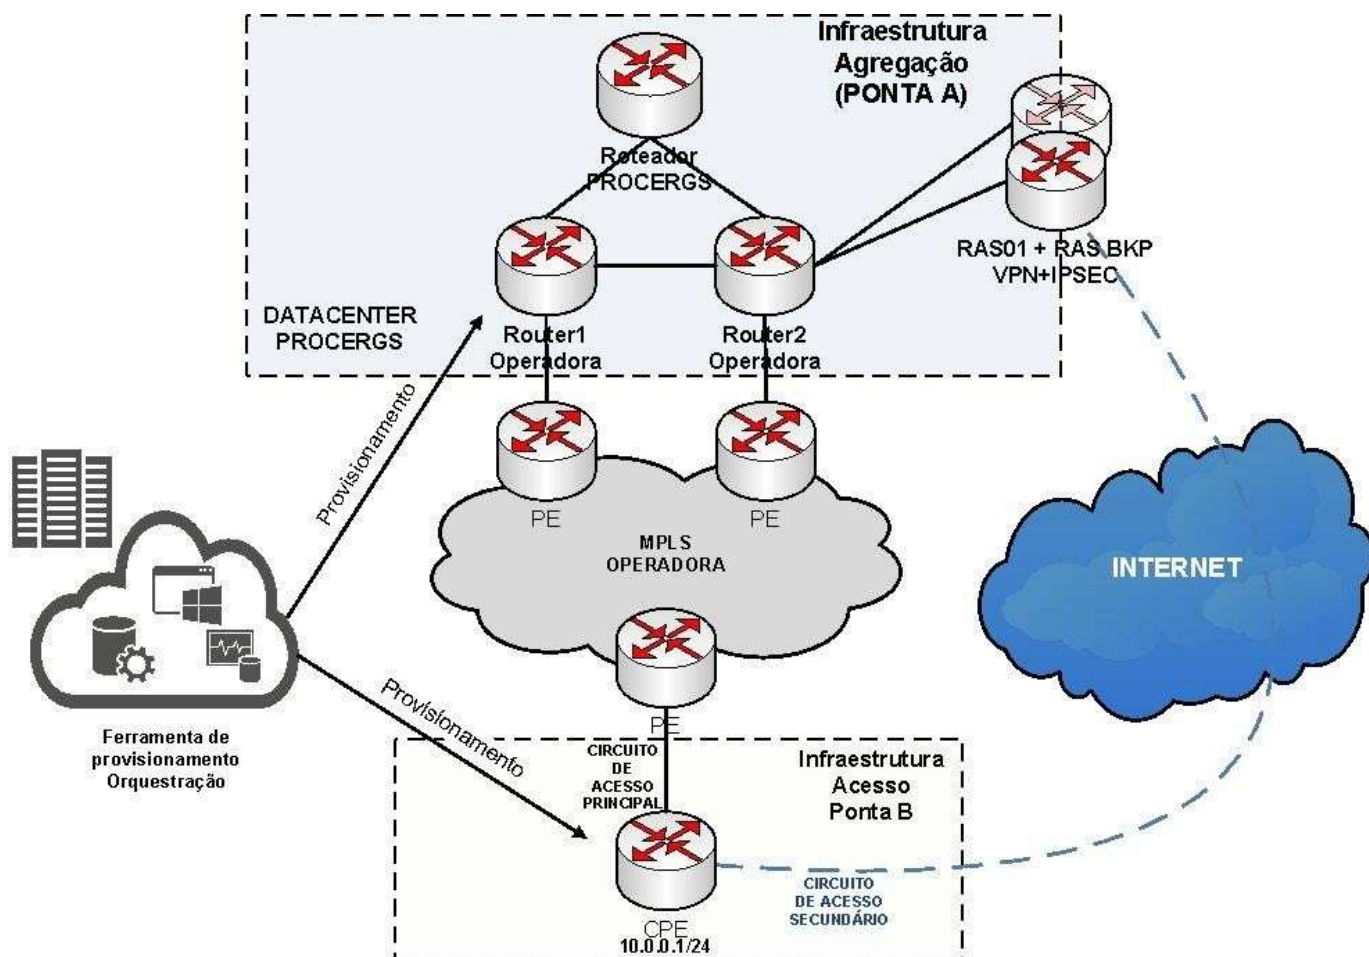 Infraestrutura
Agregação
(PONTA A)
Roteador
PROCERGS
RAS01 + RAS BKP
VPN+IPSEC
DATACENTER
PROCERGS
Router1
Operadora
Router2
Operadora
Provisionamento
PE
PE
MPLS
OPERADORA
INTERNET
Provisionamento
PE
Ferramenta de
provisionamento
Orquestração
CIRCUITO
DE
ACESSO
PRINCIPAL
Infraestrutura
Acesso
Ponta B
CIRCUITO
DE ACESSO
SECUNDÁRIO
CPE
10.0.0.1/24